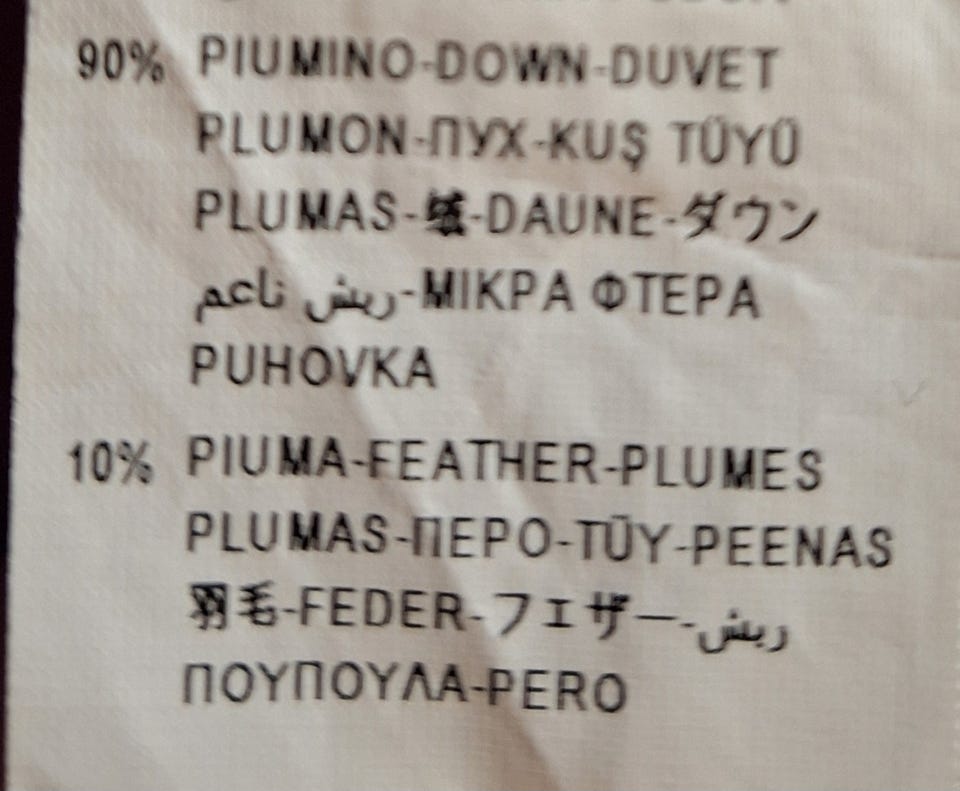 90% PIUMINO-DOWN-DUVET
PLUMON-ПУХ-KUŞ TÜYÜ
PLUMAS-绒-DAUNE-ダウン
ريش ناعم-ΜΙΚΡΑ ΦΤΕΡΑ
PUHOVKA
10% PIUMA-FEATHER-PLUMES
PLUMAS-ПЕРО-TÜY-PEENAS
羽毛-FEDER-フェザー-ريش
ΠΟΥΠΟΥΛΑ-PERO